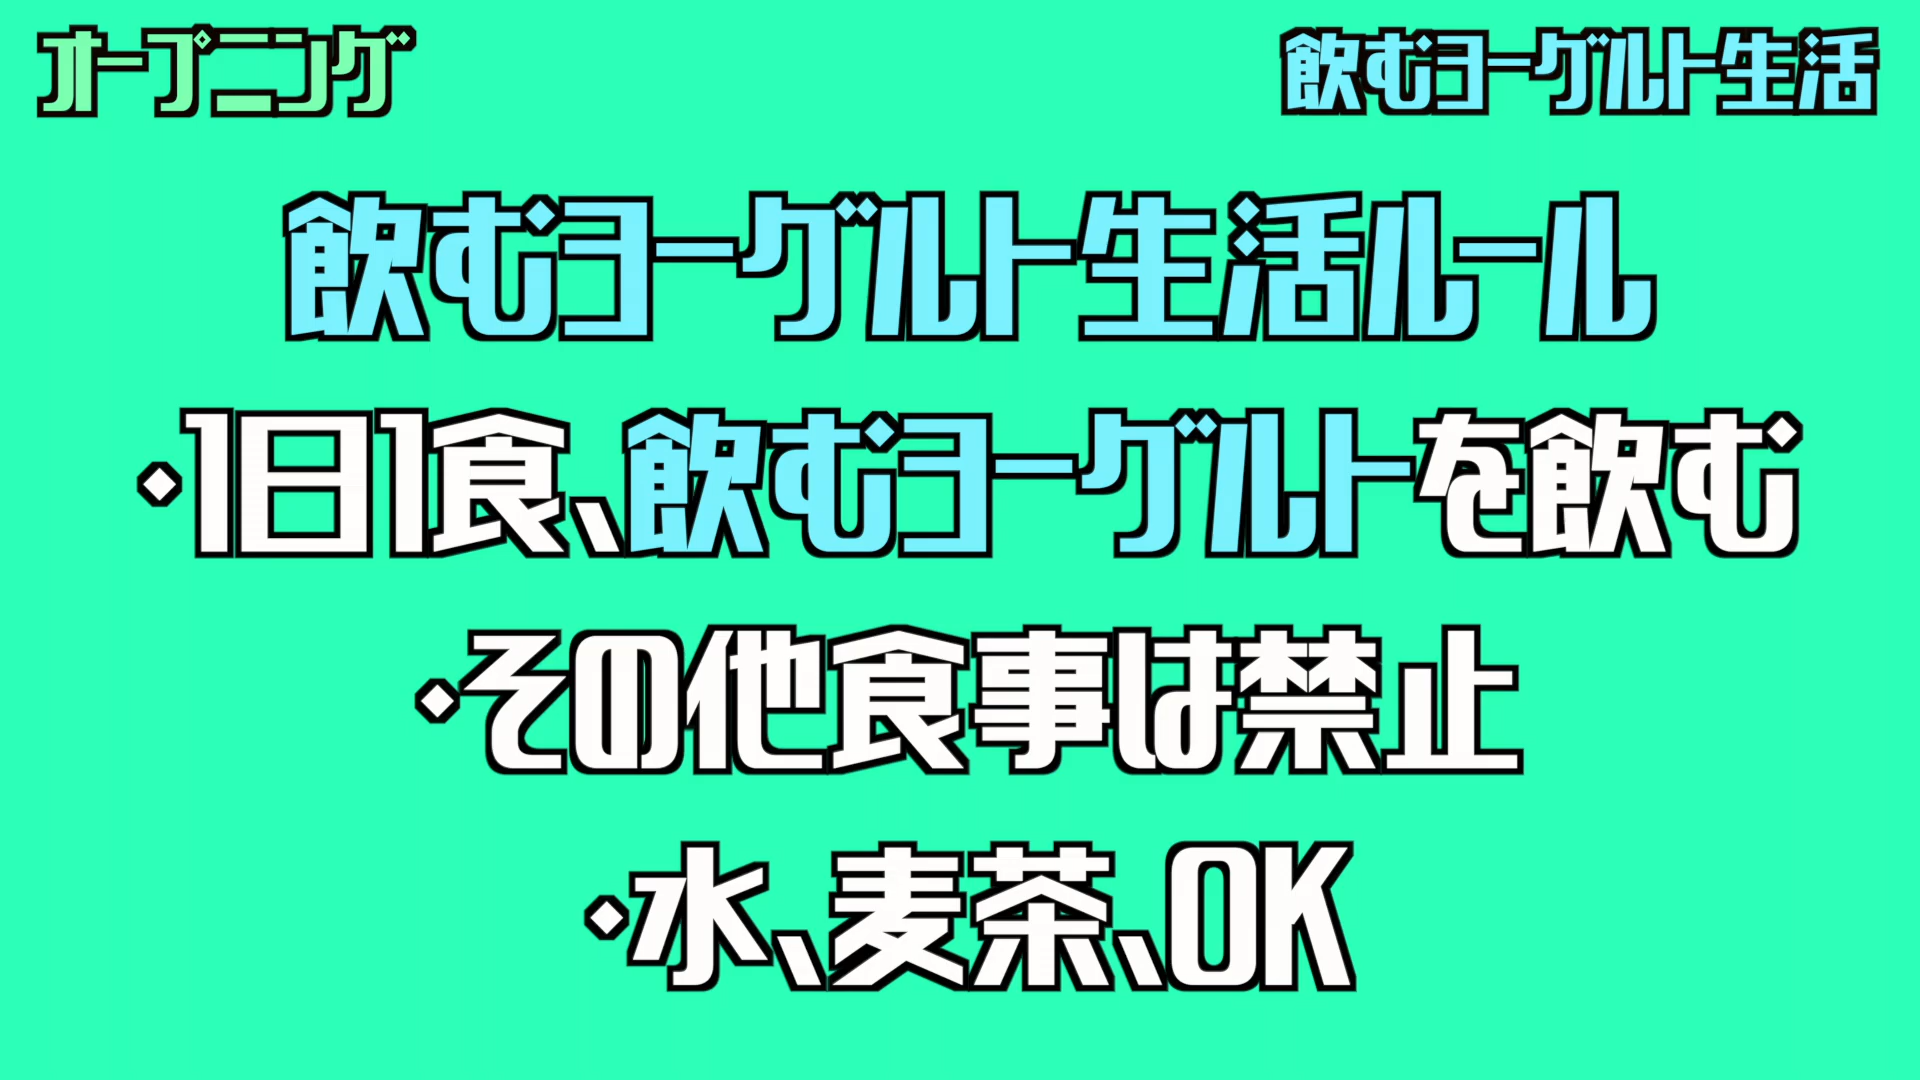 オープニング
飲むヨーグルト生活
飲むヨーグルト生活ルール
・1日1食、飲むヨーグルトを飲む
・その他食事は禁止
・水、麦茶、OK